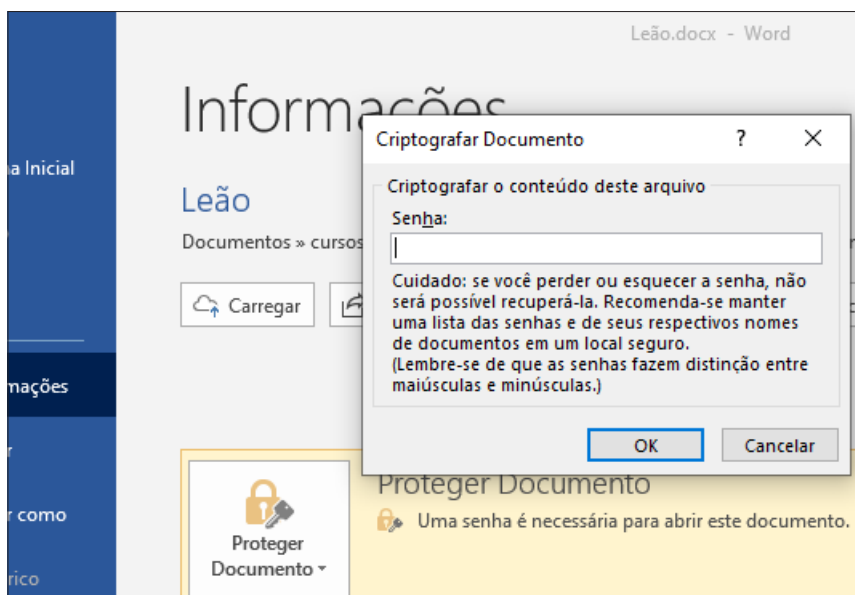 Leão.docx - Word
Informações
Criptografar Documento ? X
a Inicial
Criptografar o conteúdo deste arquivo
Leão
Senha:
Documentos » cursos
Cuidado: se você perder ou esquecer a senha, não
será possível recuperá-la. Recomenda-se manter
uma lista das senhas e de seus respectivos nomes
de documentos em um local seguro.
(Lembre-se de que as senhas fazem distinção entre
maiúsculas e minúsculas.)
Carregar
mações
OK Cancelar
r
Proteger Documento
Uma senha é necessária para abrir este documento.
r como
Proteger
Documento
rico